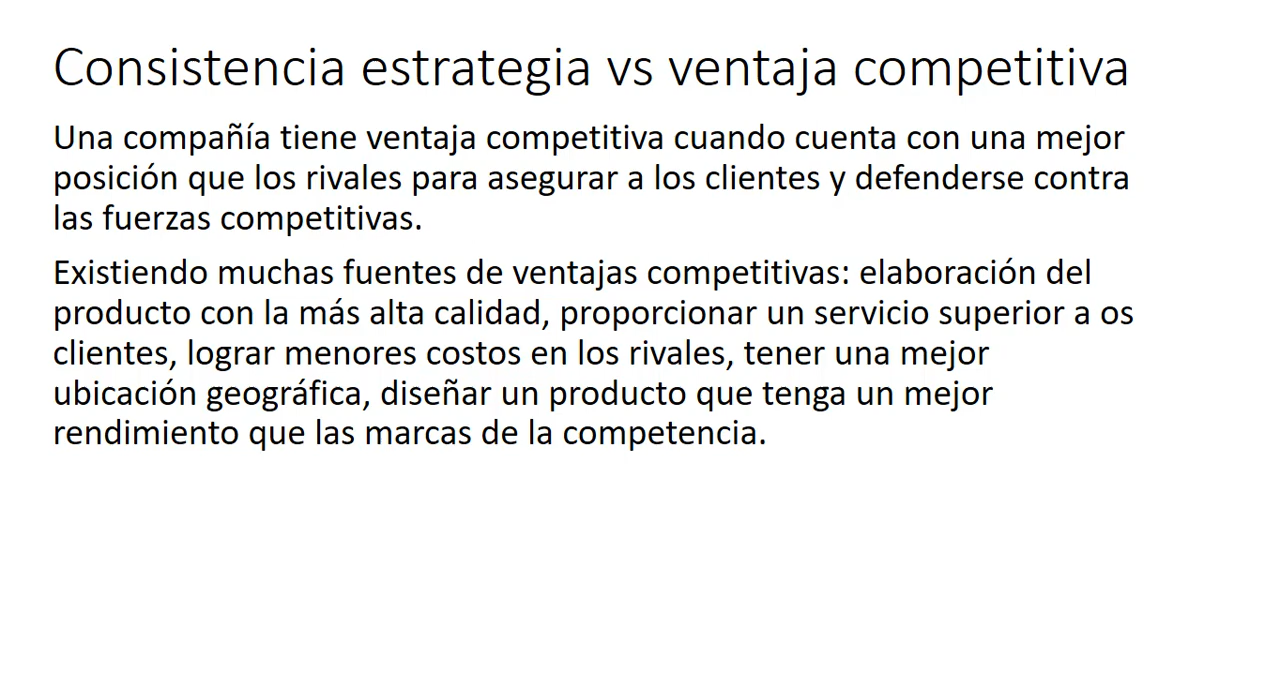 Consistencia estrategia vs ventaja competitiva
Una compañía tiene ventaja competitiva cuando cuenta con una mejor
posición que los rivales para asegurar a los clientes y defenderse contra
las fuerzas competitivas.
Existiendo muchas fuentes de ventajas competitivas: elaboración del
producto con la más alta calidad, proporcionar un servicio superior a os
clientes, lograr menores costos en los rivales, tener una mejor
ubicación geográfica, diseñar un producto que tenga un mejor
rendimiento que las marcas de la competencia.